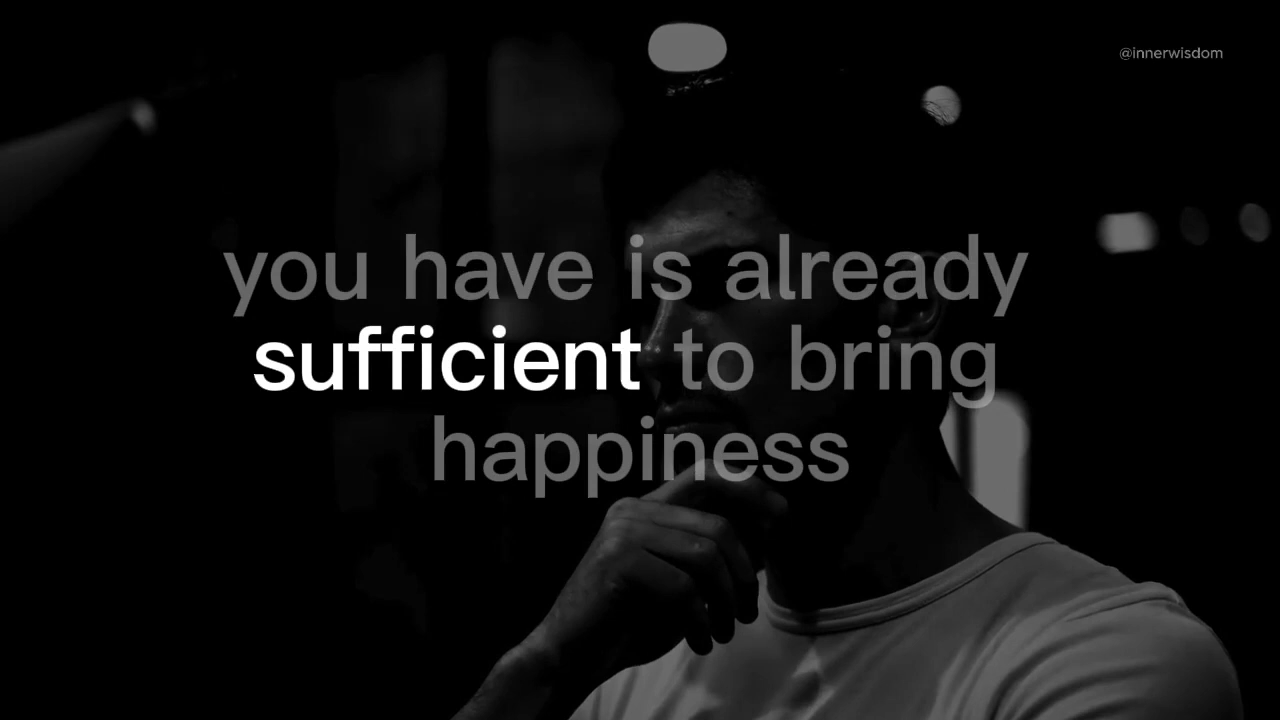 @innerwisdom
you have is already
sufficient to bring
happiness